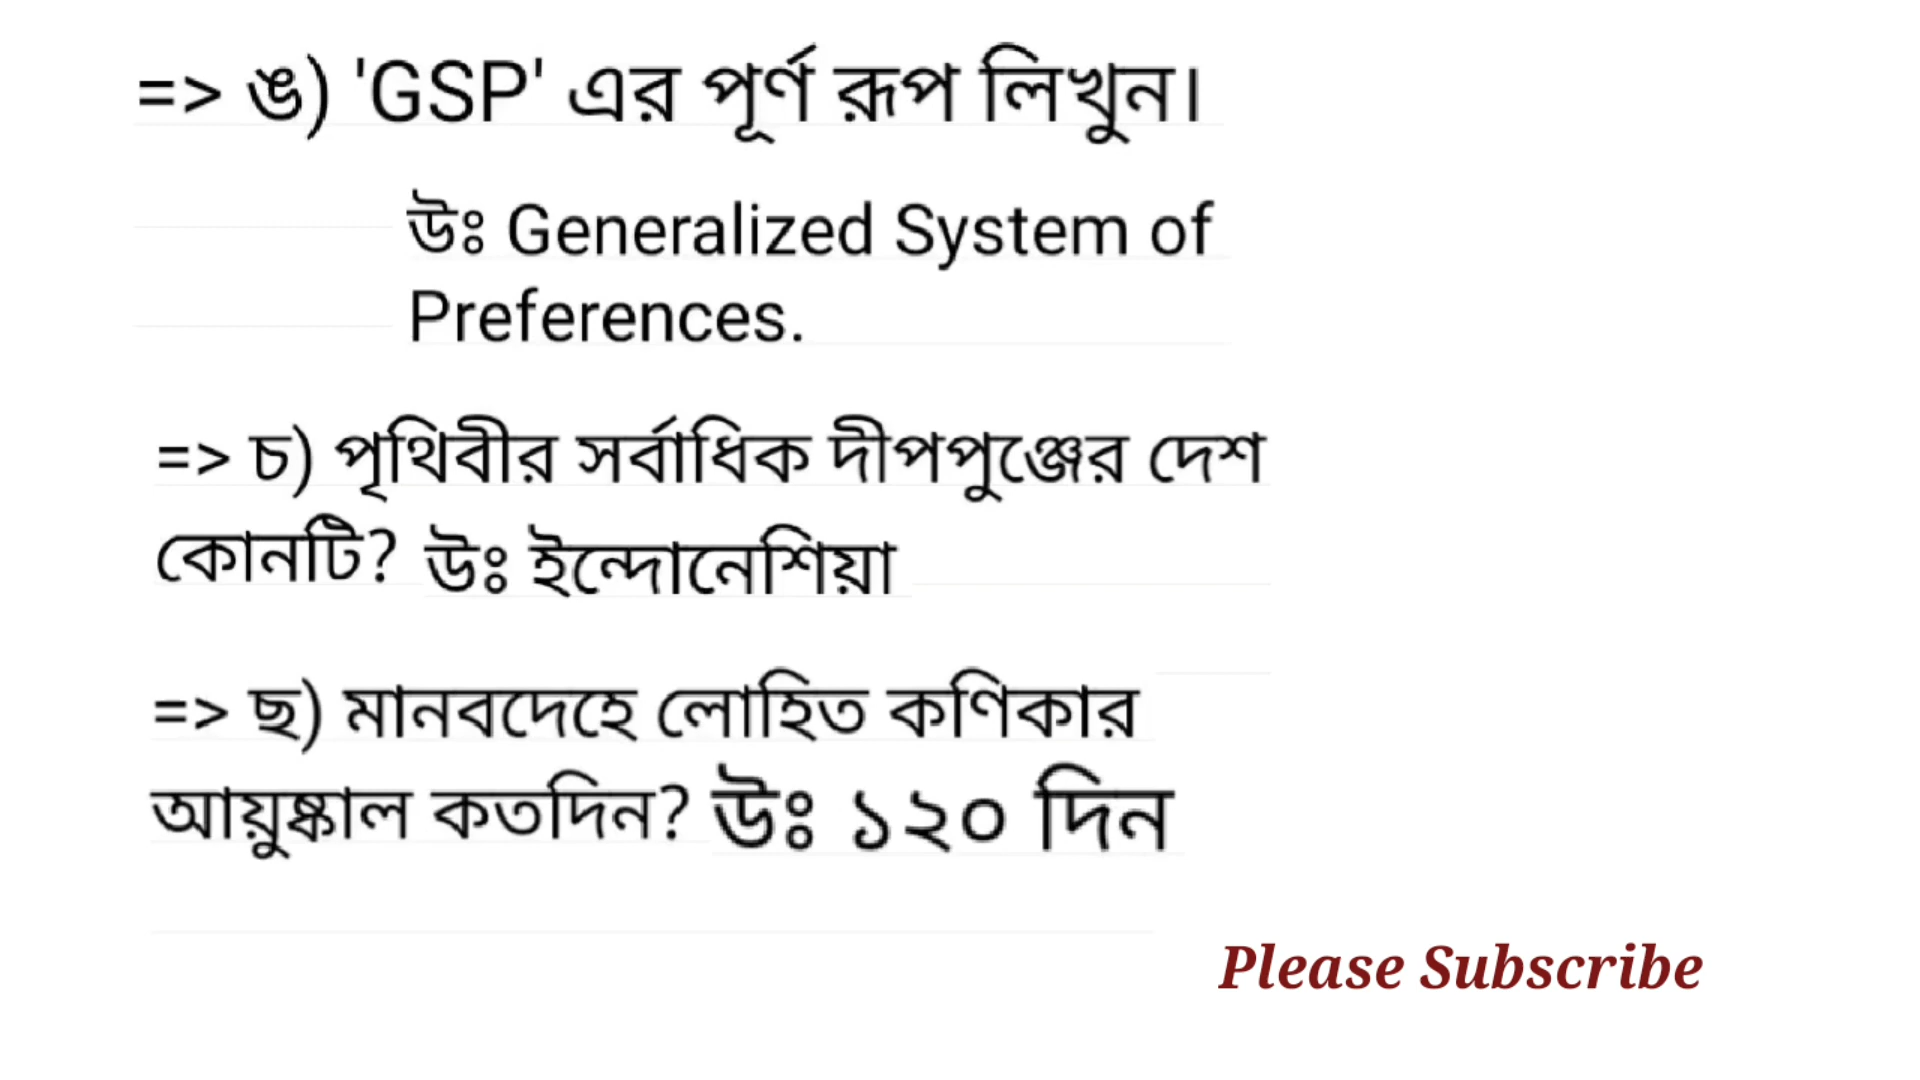 => ঙ) 'GSP' এর পূর্ণ রূপ লিখুন।
উঃ Generalized System of
Preferences.
=> চ) পৃথিবীর সর্বাধিক দীপপুঞ্জের দেশ
কোনটি? উঃ ইন্দোনেশিয়া
=> ছ) মানবদেহে লোহিত কণিকার
আয়ুষ্কাল কতদিন? উঃ ১২০ দিন
Please Subscribe